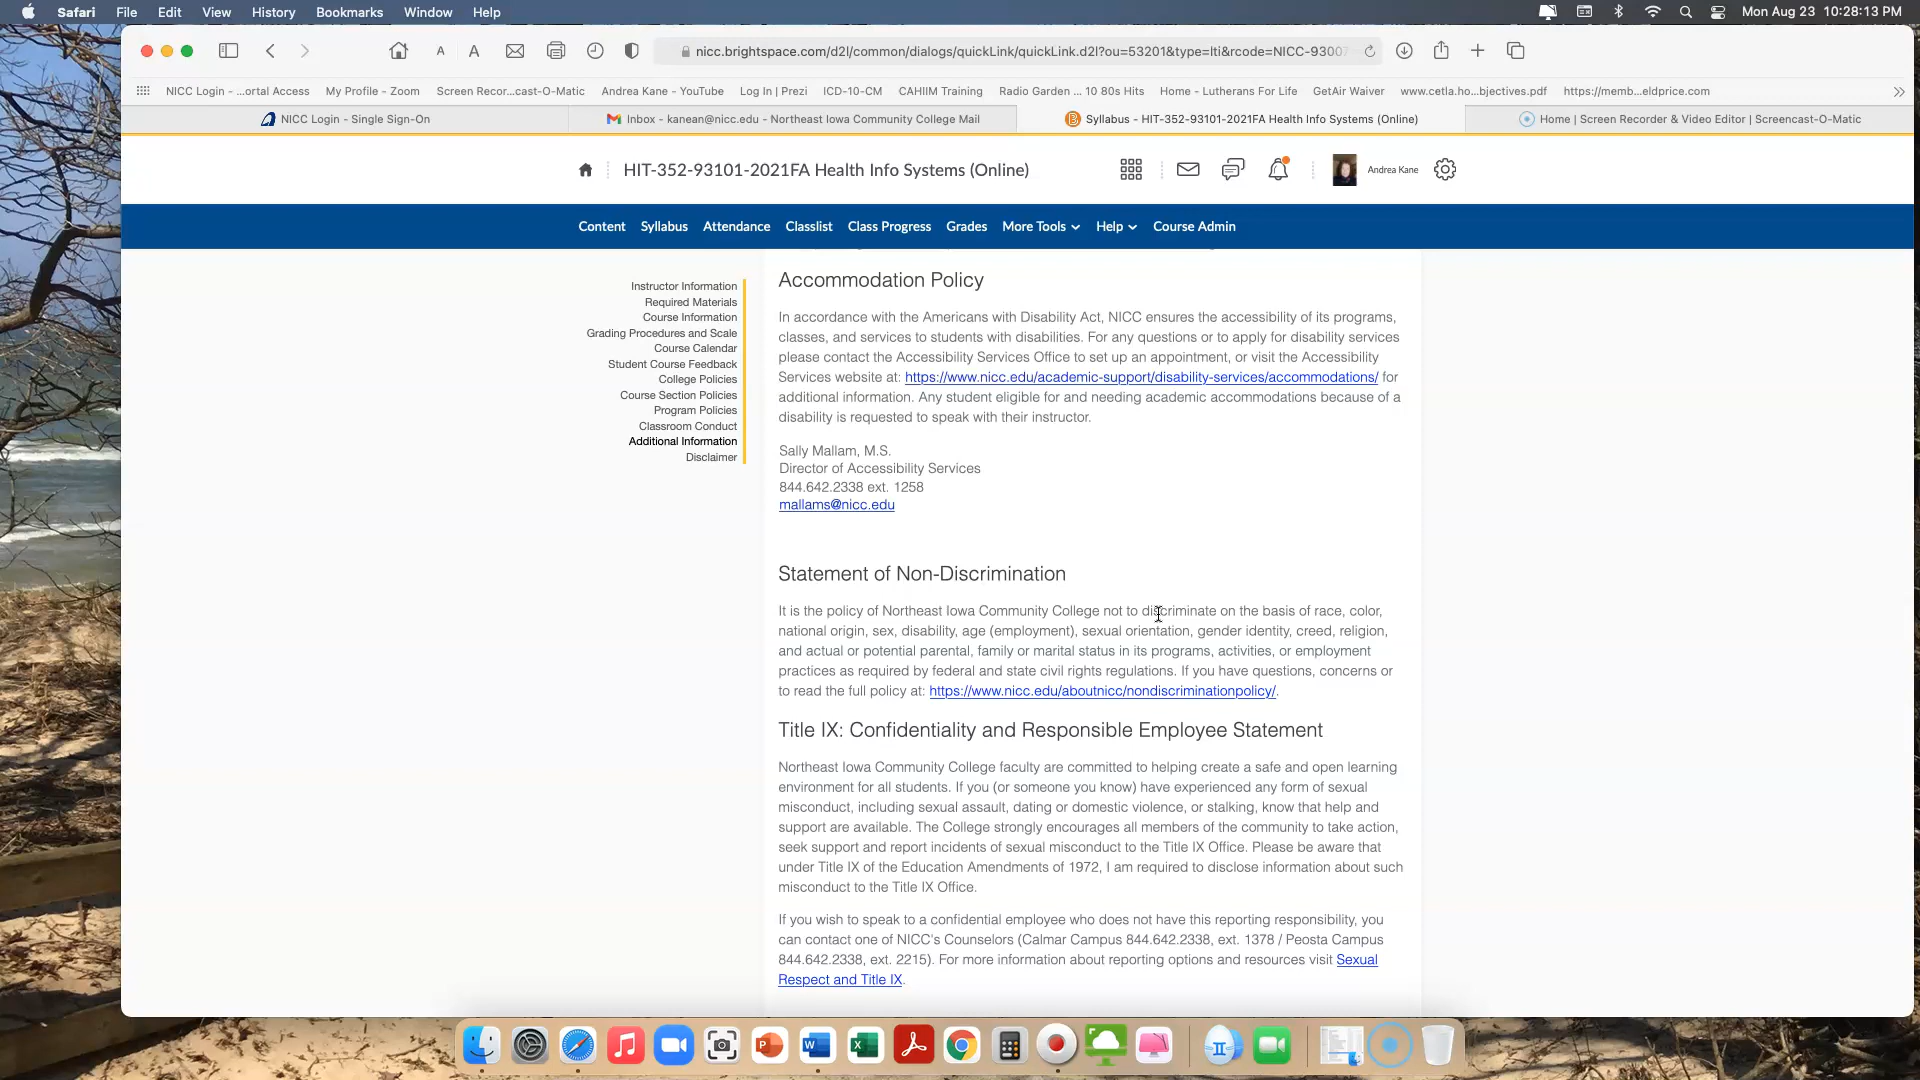 Safari File Edit View History Bookmarks Window Help Mon Aug 23 10:28:13 PM
A A nicc.brightspace.com/d2l/common/dialogs/quickLink/quickLink.d2l?ou=53201&type=lti&rcode=NICC-93007
NICC Login - ...ortal Access My Profile - Zoom Screen Recor...cast-O-Matic Andrea Kane - YouTube Log In | Prezi ICD-10-CM CAHIIM Training Radio Garden ... 10 80s Hits Home - Lutherans For Life GetAir Waiver www.cetla.ho...bjectives.pdf https://memb...eldprice.com
NICC Login - Single Sign-On Inbox - kanean@nicc.edu - Northeast Iowa Community College Mail Syllabus - HIT-352-93101-2021FA Health Info Systems (Online) Home | Screen Recorder & Video Editor | Screencast-O-Matic
HIT-352-93101-2021FA Health Info Systems (Online) Andrea Kane
Content Syllabus Attendance Classlist Class Progress Grades More Tools Help Course Admin
Instructor Information
Required Materials
Course Information
Grading Procedures and Scale
Course Calendar
Student Course Feedback
College Policies
Course Section Policies
Program Policies
Classroom Conduct
Additional Information
Disclaimer
Accommodation Policy
In accordance with the Americans with Disability Act, NICC ensures the accessibility of its programs,
classes, and services to students with disabilities. For any questions or to apply for disability services
please contact the Accessibility Services Office to set up an appointment, or visit the Accessibility
Services website at: https://www.nicc.edu/academic-support/disability-services/accommodations/ for
additional information. Any student eligible for and needing academic accommodations because of a
disability is requested to speak with their instructor.
Sally Mallam, M.S.
Director of Accessibility Services
844.642.2338 ext. 1258
mallams@nicc.edu
Statement of Non-Discrimination
It is the policy of Northeast Iowa Community College not to discriminate on the basis of race, color,
national origin, sex, disability, age (employment), sexual orientation, gender identity, creed, religion,
and actual or potential parental, family or marital status in its programs, activities, or employment
practices as required by federal and state civil rights regulations. If you have questions, concerns or
to read the full policy at: https://www.nicc.edu/aboutnicc/nondiscriminationpolicy/.
Title IX: Confidentiality and Responsible Employee Statement
Northeast Iowa Community College faculty are committed to helping create a safe and open learning
environment for all students. If you (or someone you know) have experienced any form of sexual
misconduct, including sexual assault, dating or domestic violence, or stalking, know that help and
support are available. The College strongly encourages all members of the community to take action,
seek support and report incidents of sexual misconduct to the Title IX Office. Please be aware that
under Title IX of the Education Amendments of 1972, I am required to disclose information about such
misconduct to the Title IX Office.
If you wish to speak to a confidential employee who does not have this reporting responsibility, you
can contact one of NICC's Counselors (Calmar Campus 844.642.2338, ext. 1378 / Peosta Campus
844.642.2338, ext. 2215). For more information about reporting options and resources visit Sexual
Respect and Title IX.